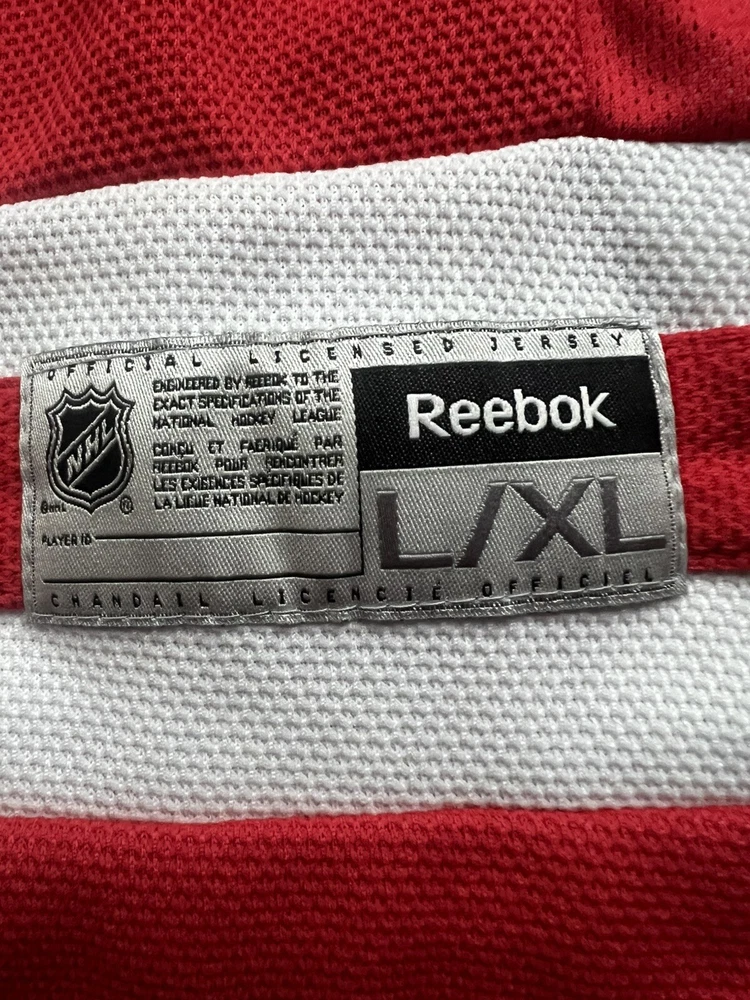 OFFICIAL LICENSED JERSEY
ENGINEERED BY REEBOK TO THE
EXACT SPECIFICATIONS OF THE
NATIONAL HOCKEY LEAGUE
CONÇU ET FABRIQUÉ PAR
REEBOK POUR RENCONTRER
LES EXIGENCES SPÉCIFIQUES DE
LA LIGUE NATIONAL DE HOCKEY
NHL
©NHL ®
Reebok
L/XL
PLAYER ID
CHANDAIL LICENCIÉ OFFICIEL